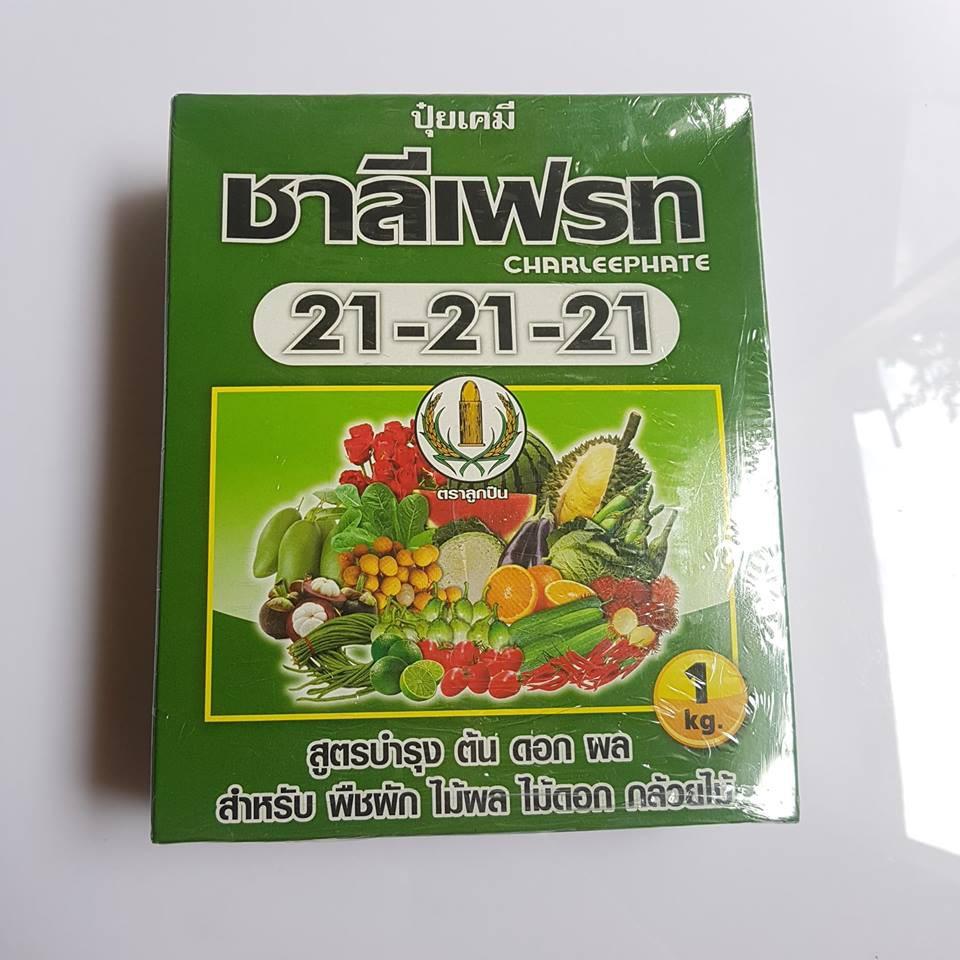 ปุ๋ยเคมี
ชาลีเฟรท
CHARLEEPHATE
21-21-21
ตราลูกปืน
1
kg.
สูตรบำรุง ต้น ดอก ผล
สำหรับ พืชผัก ไม้ผล ไม้ดอก กล้วยไม้